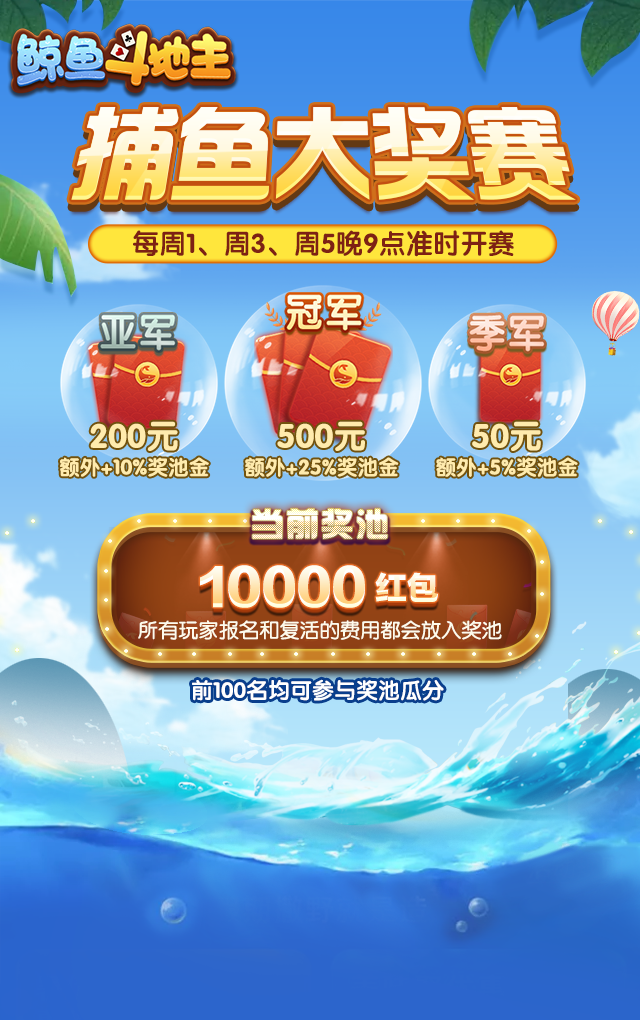 鲸鱼斗地主
捕鱼大奖赛
每周1、周3、周5晚9点准时开赛
亚军
冠军
季军
200元
500元
50元
额外+10%奖池金
额外+25%奖池金
额外+5%奖池金
当前奖池
10000红包
所有玩家报名和复活的费用都会放入奖池
前100名均可参与奖池瓜分